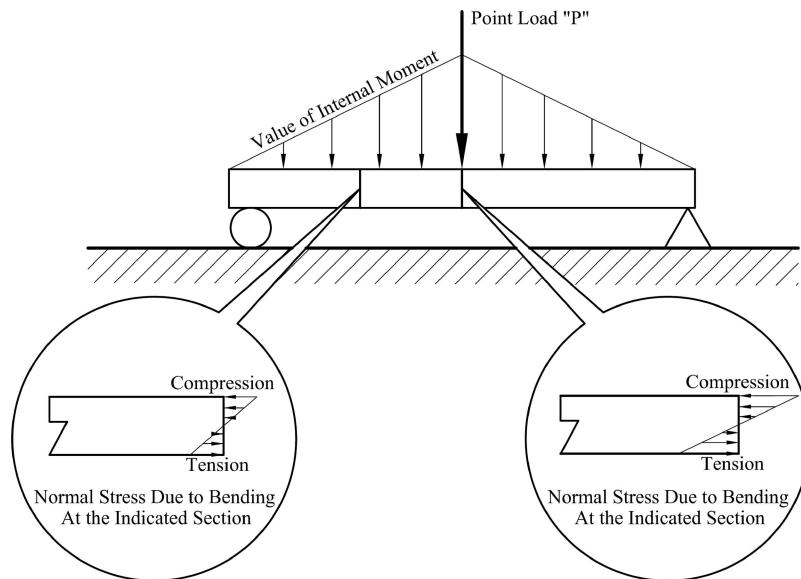 Point Load "P"
Value of Internal Moment
Compression
Tension
Normal Stress Due to Bending
At the Indicated Section
Compression
Tension
Normal Stress Due to Bending
At the Indicated Section